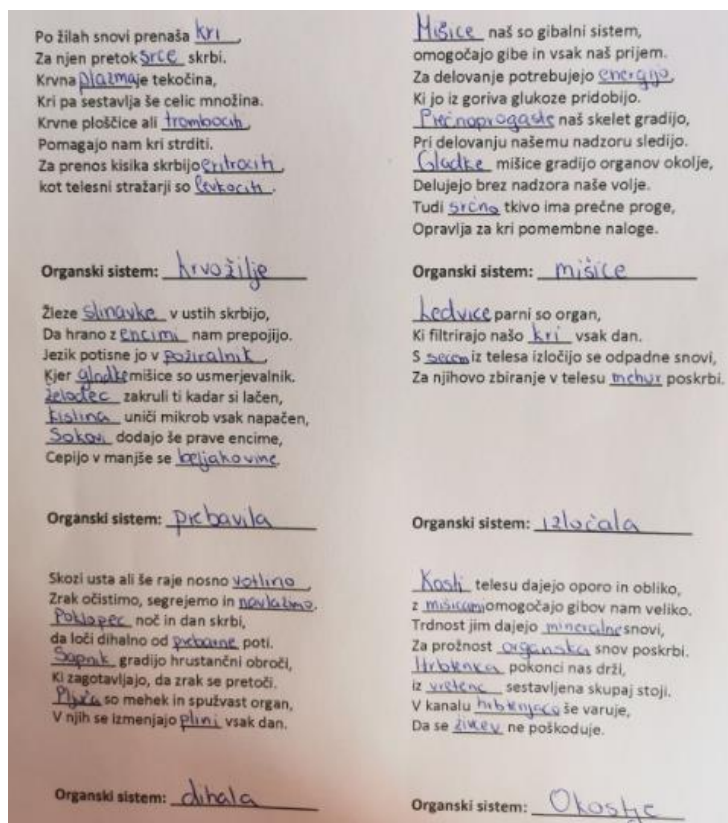 Po žilah snovi prenaša kri,
Za njen pretok srce skrbi.
Krvna plazma je tekočina,
Kri pa sestavlja še celic množina.
Krvne ploščice ali trombociti,
Pomagajo nam kri strditi.
Za prenos kisika skrbijo eritrociti,
kot telesni stražarji so levkociti.
Organski sistem: krvožilje
Žleze slinavke v ustih skrbijo,
Da hrano z encimi nam prepojijo.
Jezik potisne jo v požiralnik,
Kjer gladke mišice so usmerjevalnik.
želodec zakruli ti kadar si lačen,
kislina uniči mikrob vsak napačen,
Sokovi dodajo še prave encime,
Cepijo v manjše se beljakovine.
Organski sistem: prebavila
Skozi usta ali še raje nosno votlino,
Zrak očistimo, segrejemo in navlažimo.
Poklopec noč in dan skrbi,
da loči dihalno od prebavne poti.
Sapnik gradijo hrustančni obroči,
Ki zagotavljajo, da zrak se pretoči.
Pljuča so mehek in spužvast organ,
V njih se izmenjajo plini vsak dan.
Organski sistem: dihala
Mišice naš so gibalni sistem,
omogočajo gibe in vsak naš prijem.
Za delovanje potrebujejo energijo,
Ki jo iz goriva glukoze pridobijo.
Prečnoprogaste naš skelet gradijo,
Pri delovanju našemu nadzoru sledijo.
Gladke mišice gradijo organov okolje,
Delujejo brez nadzora naše volje.
Tudi srčno tkivo ima prečne proge,
Opravlja za kri pomembne naloge.
Organski sistem: mišice
Ledvice parni so organ,
Ki filtrirajo našo kri vsak dan.
S sečem iz telesa izločijo se odpadne snovi,
Za njihovo zbiranje v telesu mehur poskrbi.
Organski sistem: izločala
Kosti telesu dajejo oporo in obliko,
z mišicami omogočajo gibov nam veliko.
Trdnost jim dajejo mineralne snovi,
Za prožnost organska snov poskrbi.
Hrbtenica pokonci nas drži,
iz vretenc sestavljena skupaj stoji.
V kanalu hrbtenjača še varuje,
Da se živcev ne poškoduje.
Organski sistem: Okostje